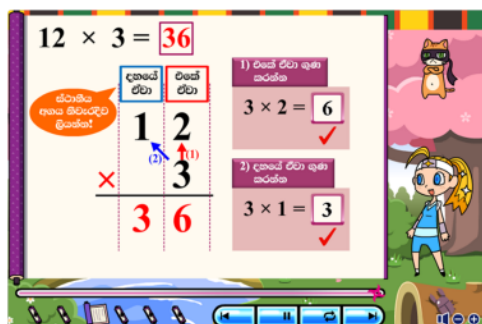 12 × 3 = 36
ස්ථානීය
අගය නිවැරදිව
ලියන්න!
දහයේ
ඒවා
එකේ
ඒවා
1 2
(2) (1)
× 3
3 6
1) එකේ ඒවා ගුණ
කරන්න
3 × 2 = 6
2) දහයේ ඒවා ගුණ
කරන්න
3 × 1 = 3